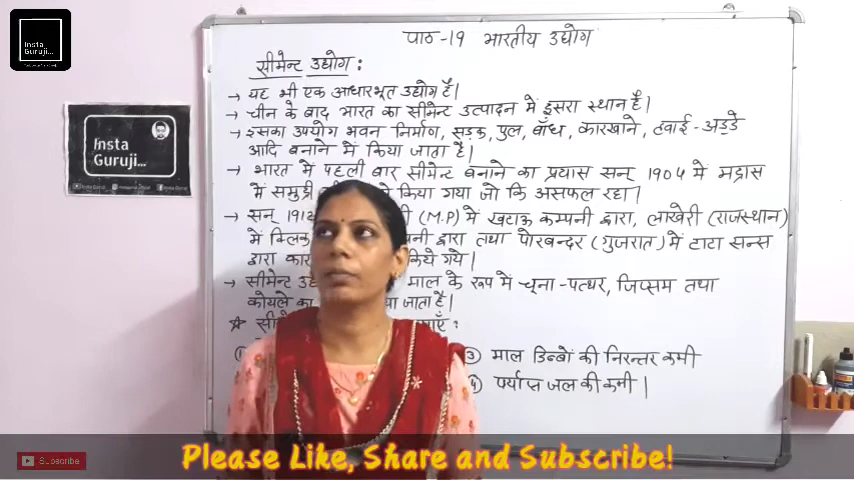 Insta
Guruji...
पाठ-19 भारतीय उद्योग
सीमेन्ट उद्योग :
→ यह भी एक आधारभूत उद्योग है।
→ चीन के बाद भारत का सीमेन्ट उत्पादन में दूसरा स्थान है।
→ इसका उपयोग भवन निर्माण, सड़क, पुल, बाँध, कारखाने, हवाई-अड्डे
आदि बनाने में किया जाता है।
→ भारत में पहली बार सीमेन्ट बनाने का प्रयास सन् 1904 में मद्रास
में समुद्री किया गया जो कि असफल रहा।
→ सन् (M.P) में खटाऊ कम्पनी द्वारा, लाखेरी (राजस्थान)
में द्वारा तथा पोरबन्दर (गुजरात) में टाटा सन्स
द्वारा किये गये।
→ सीमेन्ट माल के रूप में चूना-पत्थर, जिप्सम तथा
कोयले का जाता है।
★
③ माल डिब्बों की निरन्तर कमी
④ पर्याप्त जल की कमी।
Insta
Guruji...
Subscribe
Please Like, Share and Subscribe!